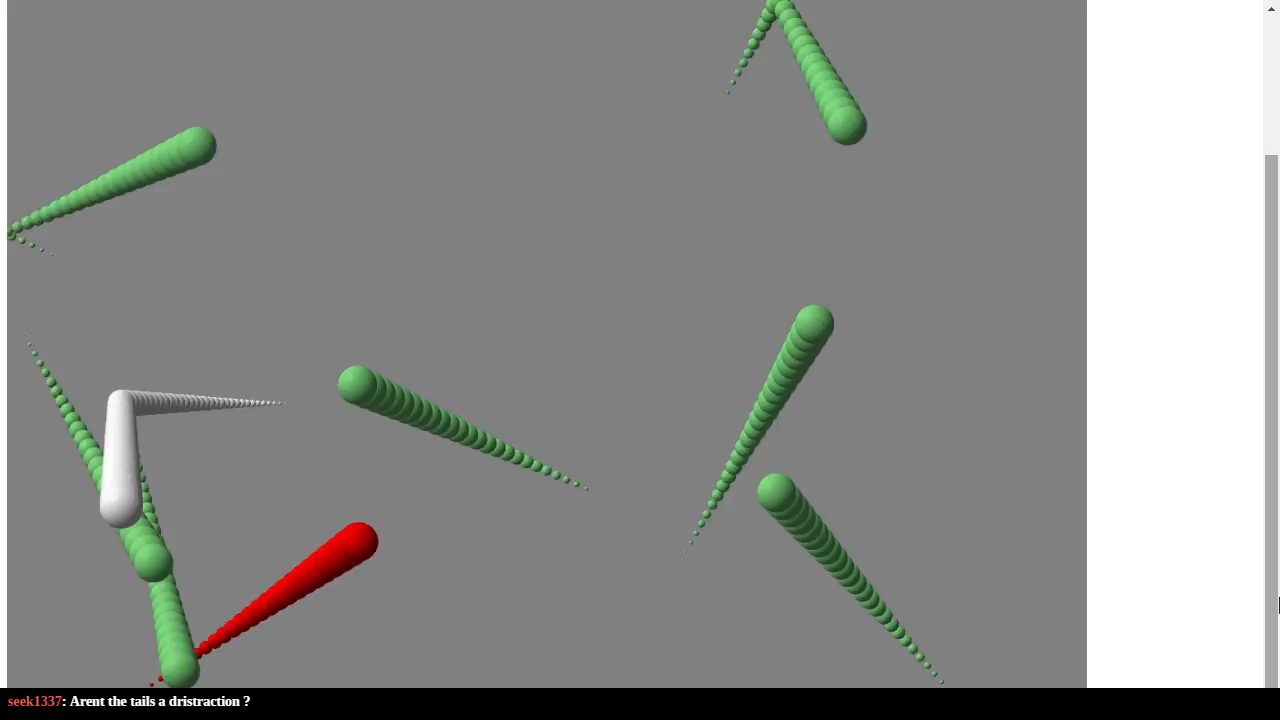 seek1337: Arent the tails a dristraction ?